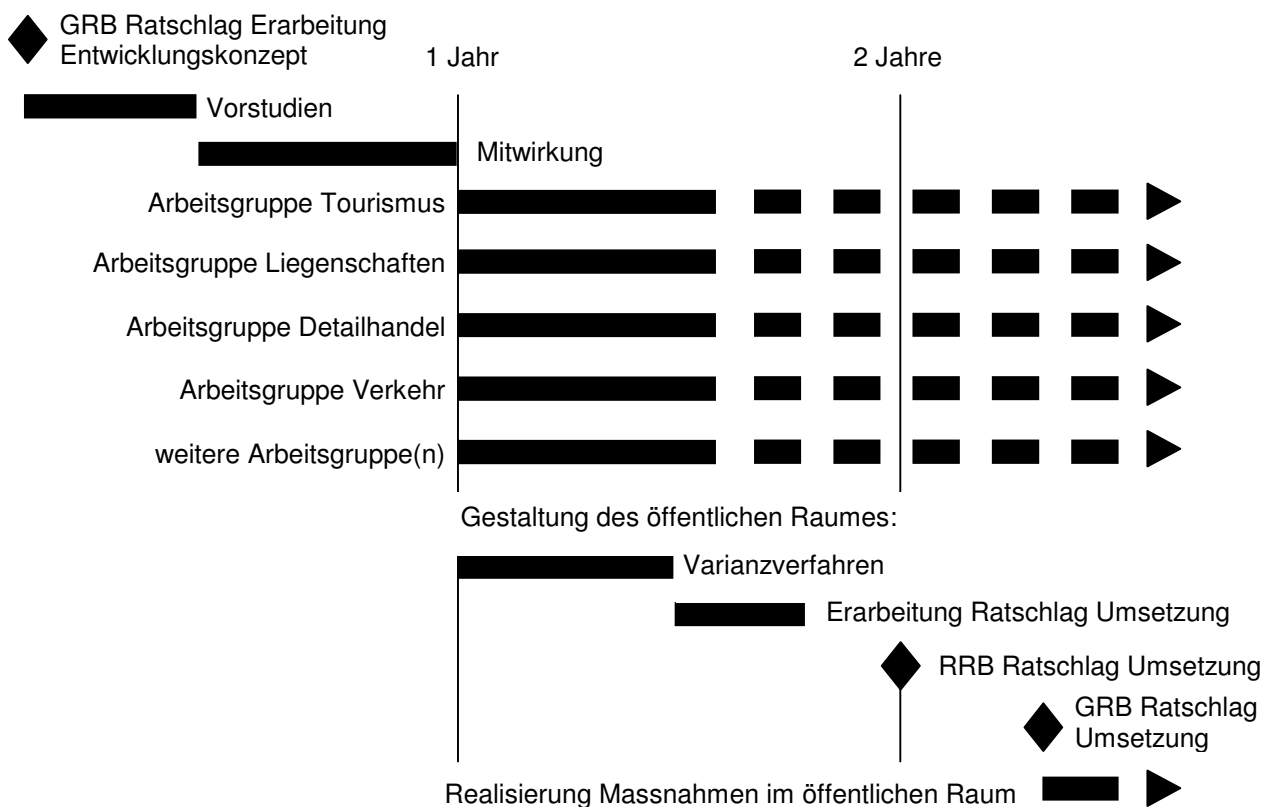 GRB Ratschlag Erarbeitung
Entwicklungskonzept
1 Jahr
2 Jahre
Vorstudien
Mitwirkung
Arbeitsgruppe Tourismus
Arbeitsgruppe Liegenschaften
Arbeitsgruppe Detailhandel
Arbeitsgruppe Verkehr
weitere Arbeitsgruppe(n)
Gestaltung des öffentlichen Raumes:
Varianzverfahren
Erarbeitung Ratschlag Umsetzung
RRB Ratschlag Umsetzung
GRB Ratschlag
Umsetzung
Realisierung Massnahmen im öffentlichen Raum